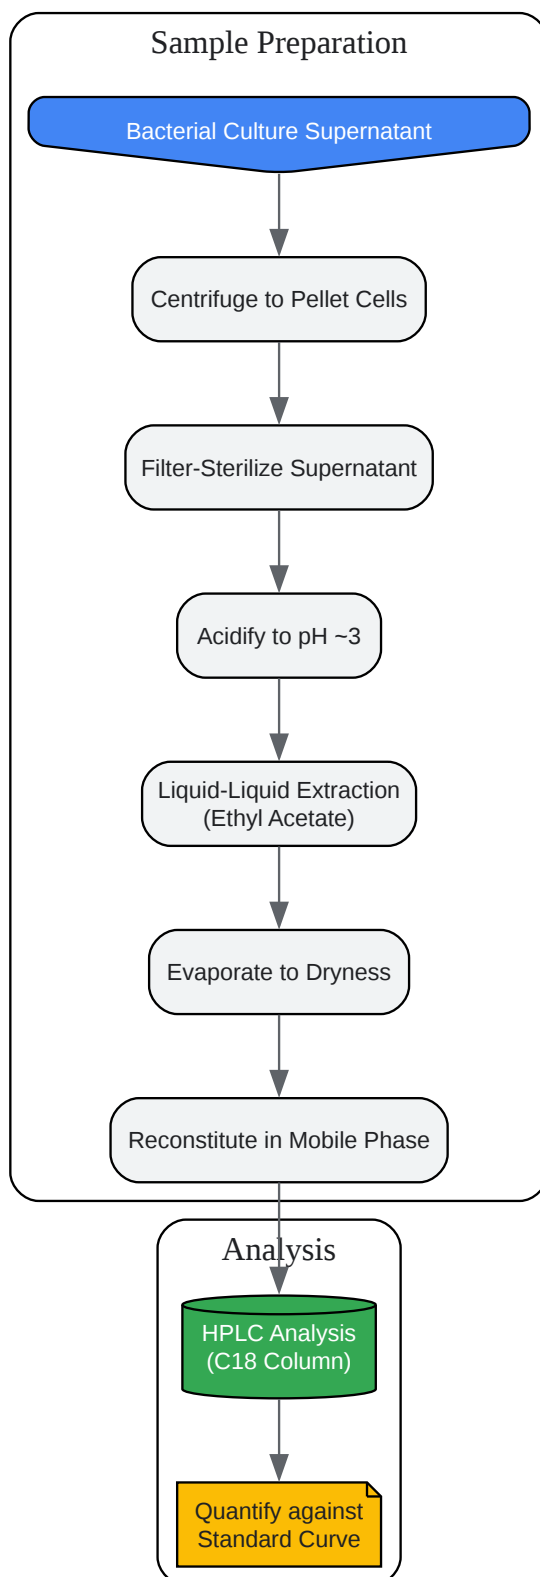 Sample Preparation
Bacterial Culture Supernatant
Centrifuge to Pellet Cells
Filter-Sterilize Supernatant
Acidify to pH ~3
Liquid-Liquid Extraction
(Ethyl Acetate)
Evaporate to Dryness
Reconstitute in Mobile Phase
Analysis
HPLC Analysis
(C18 Column)
Quantify against
Standard Curve